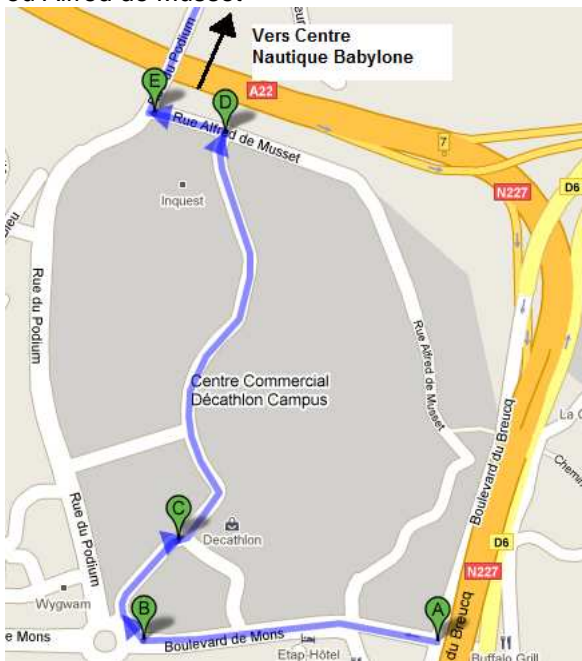 Vers Centre
Nautique Babylone
E
A22
D
Rue Alfred de Musset
7
N227
D6
Inquest
Rue du Podium
Rue Alfred de Musset
Centre Commercial
Décathlon Campus
Boulevard du Breucq
Rue du Podium
C
Decathlon
D6
N227
Wygwam
B
A
e Mons
Boulevard de Mons
du Breucq
Etap-Hôtel
Buffalo Grill